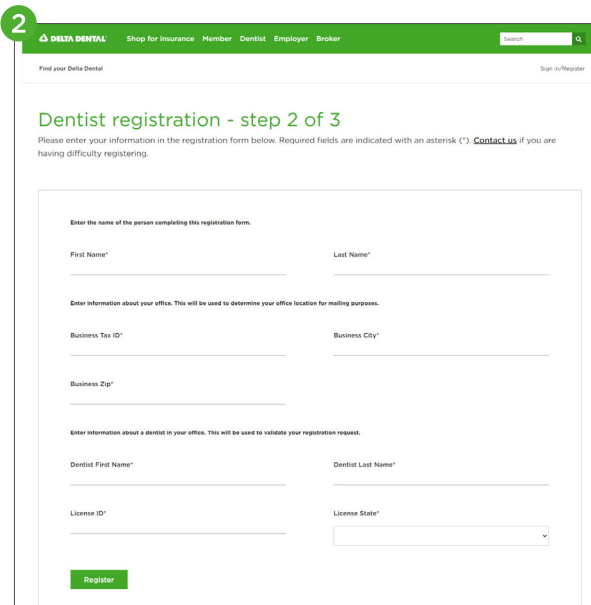 2
DELTA DENTAL
Shop for insurance Member Dentist Employer Broker
Search
Find your Delta Dental
Sign in/Register
Dentist registration - step 2 of 3
Please enter your information in the registration form below. Required fields are indicated with an asterisk (*). Contact us if you are
having difficulty registering.
Enter the name of the person completing this registration form.
First Name*
Last Name*
Enter information about your office. This will be used to determine your office location for mailing purposes.
Business Tax ID*
Business City*
Business Zip*
Enter information about a dentist in your office. This will be used to validate your registration request.
Dentist First Name*
Dentist Last Name*
License ID*
License State*
Register